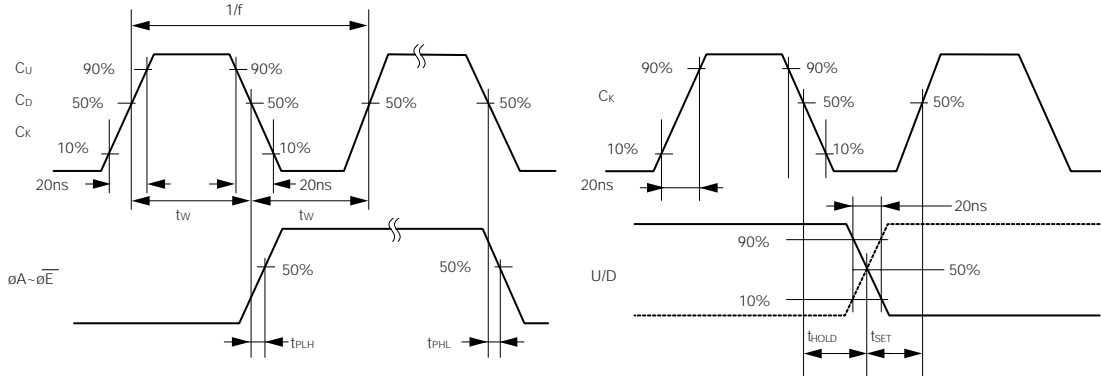 1/f
CU 90% 90%
CD 50% 50% 50% 50%
CK
10% 10%
20ns 20ns
tW tW
øA~øE̅
50% 50%
tPLH tPHL
90% 90%
CK 50% 50%
10% 10%
20ns
20ns
90%
U/D 50%
10%
tHOLD tSET